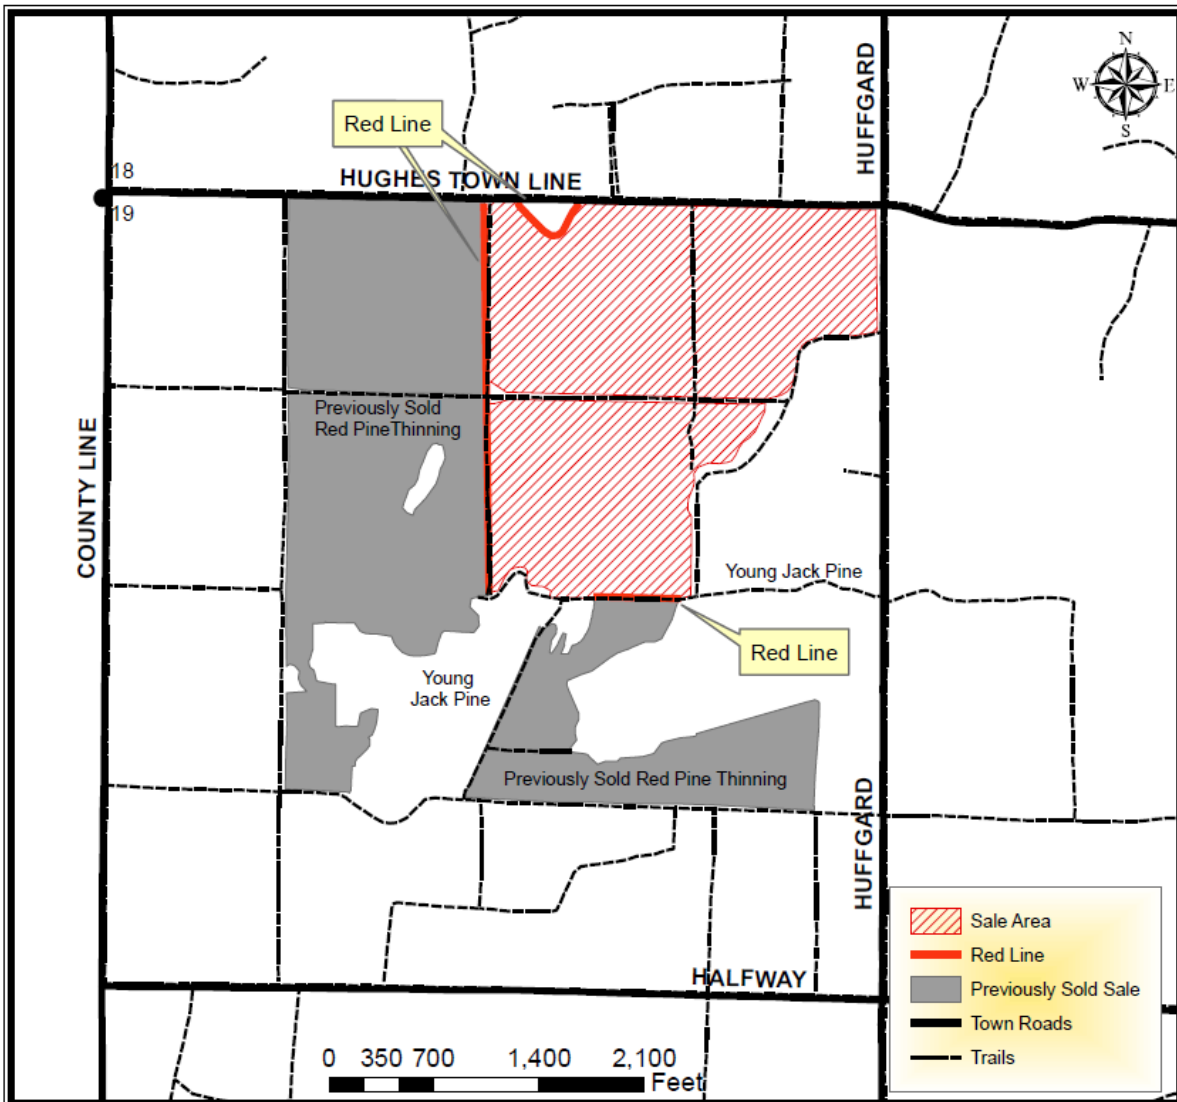 N
W E
S
HUFFGARD
Red Line
18
HUGHES TOWN LINE
19
Previously Sold
Red PineThinning
COUNTY LINE
Young Jack Pine
Red Line
Young
Jack Pine
Previously Sold Red Pine Thinning
HUFFGARD
HALFWAY
Sale Area
Red Line
Previously Sold Sale
Town Roads
Trails
0 350 700 1,400 2,100
Feet